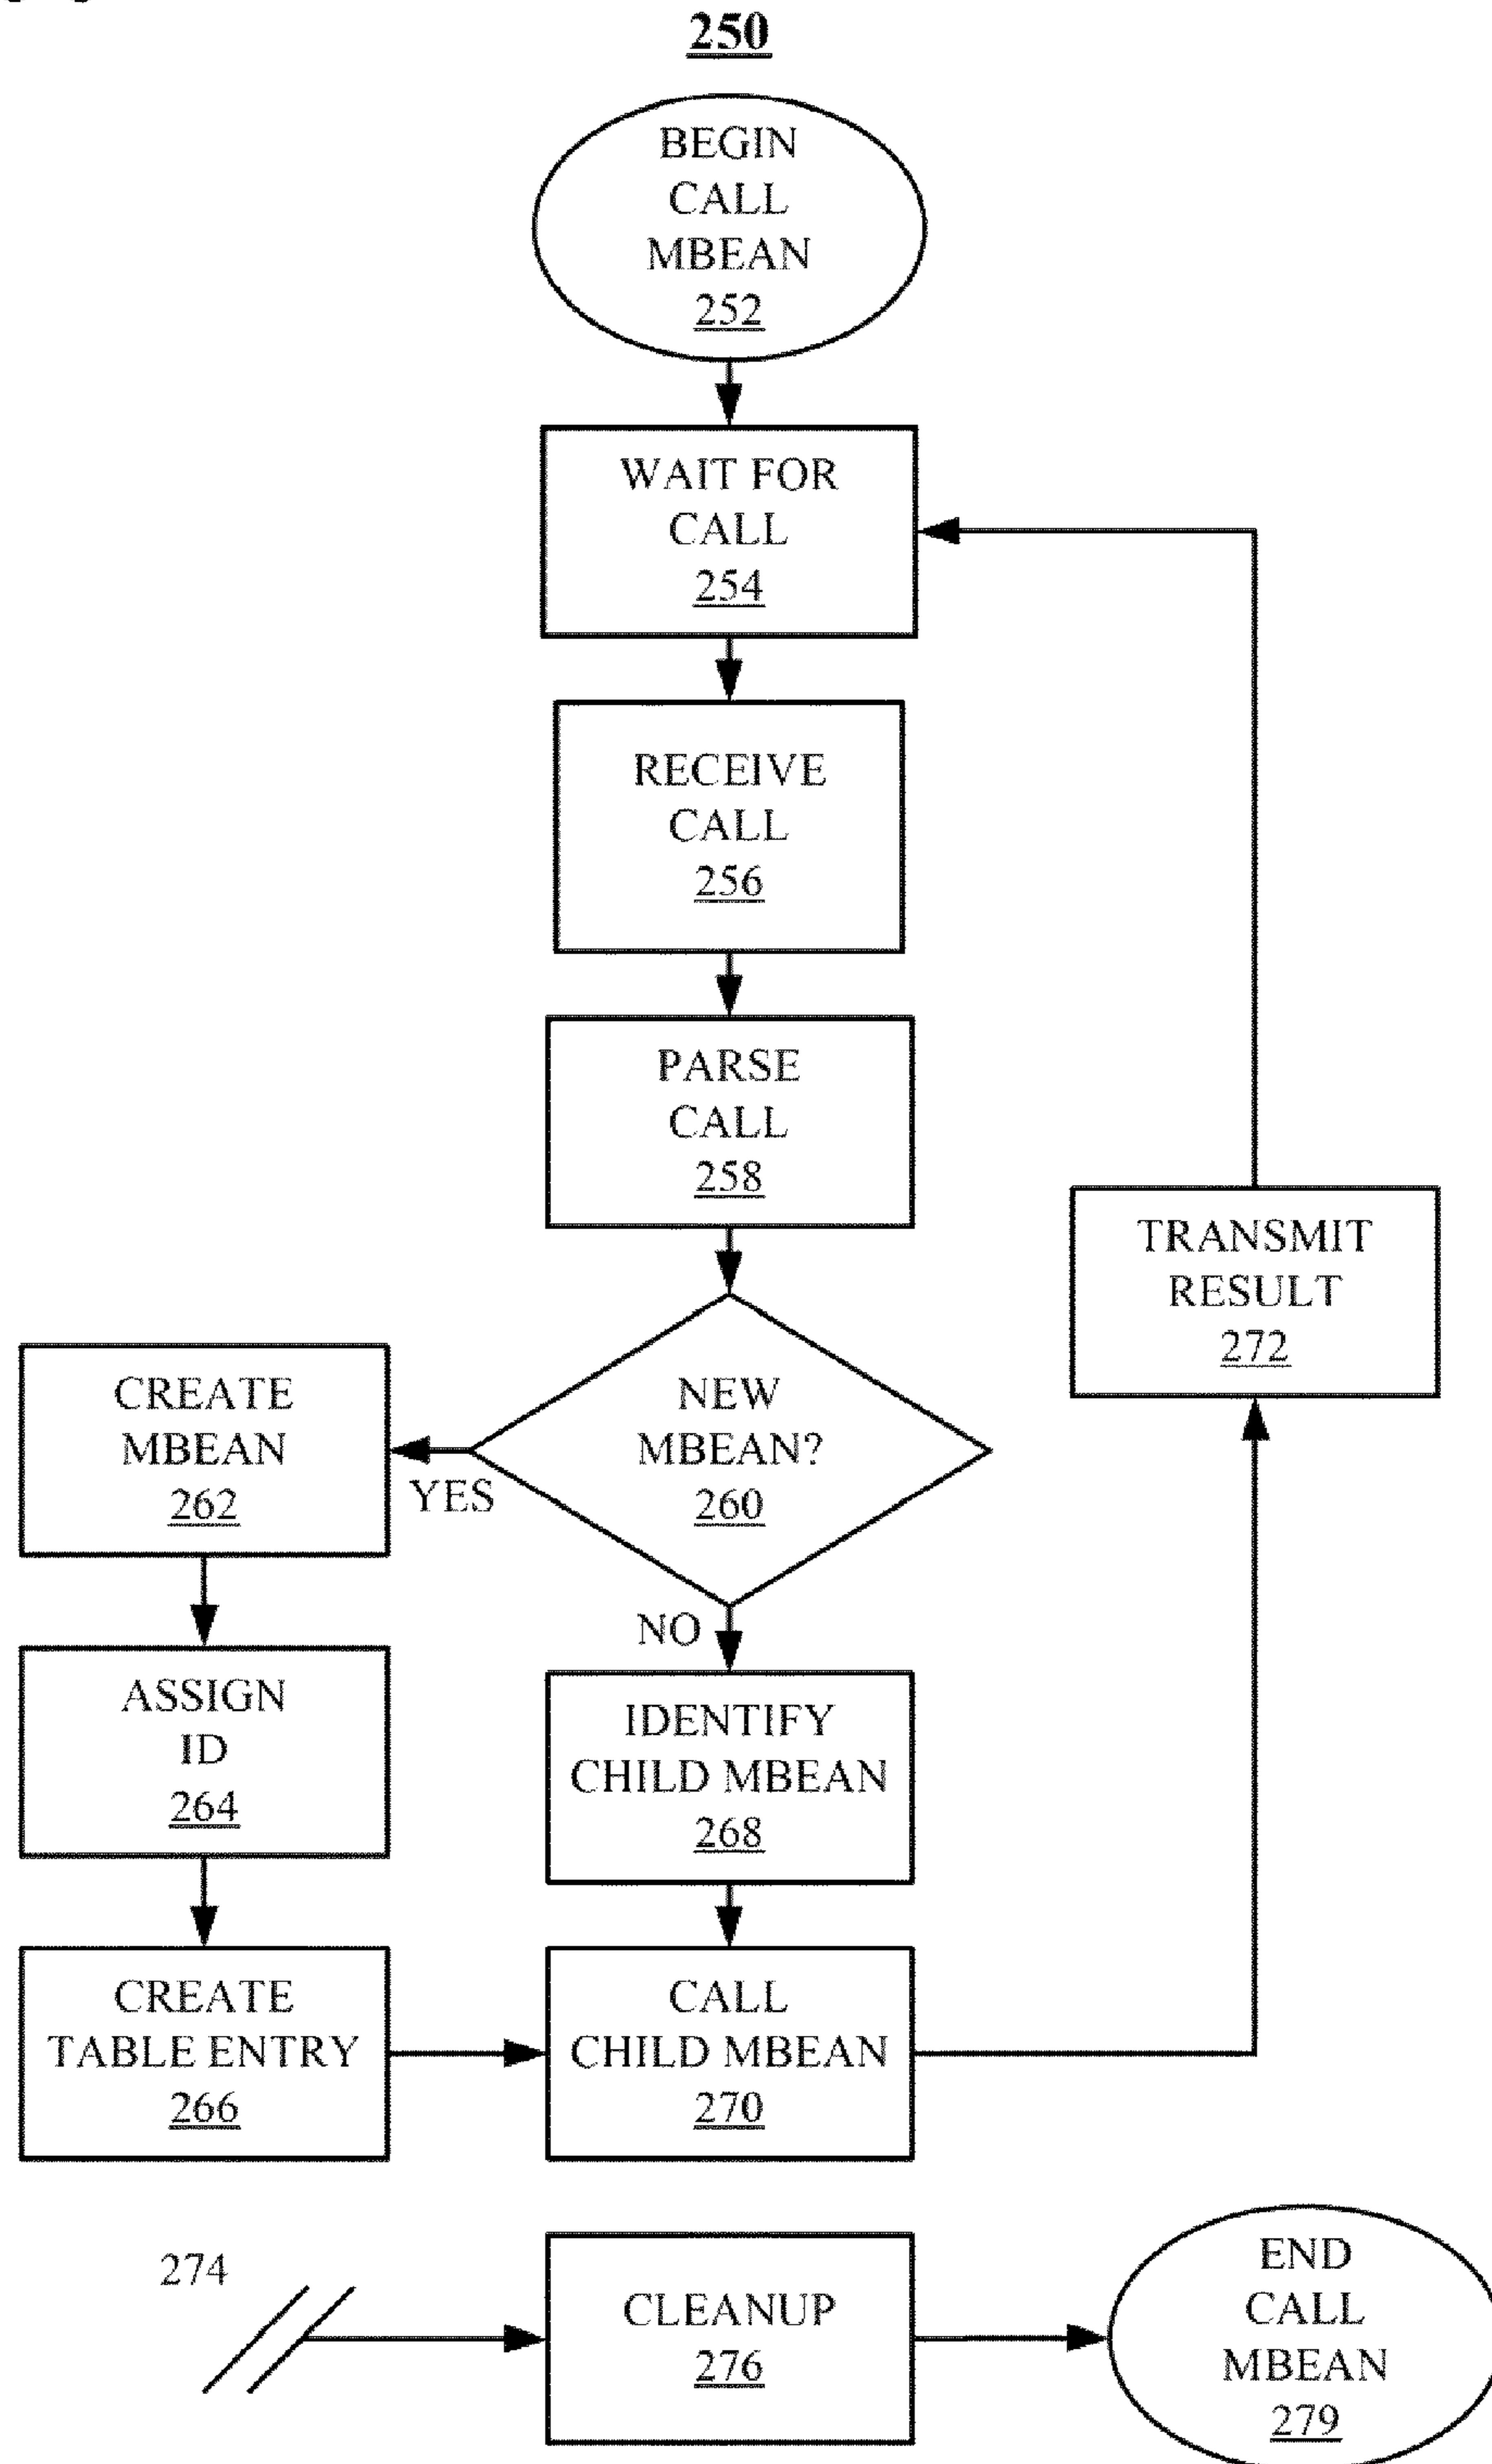 250
BEGIN
CALL
MBEAN
252
WAIT FOR
CALL
254
RECEIVE
CALL
256
PARSE
CALL
258
TRANSMIT
RESULT
272
NEW
MBEAN?
260
YES
NO
CREATE
MBEAN
262
ASSIGN
ID
264
IDENTIFY
CHILD MBEAN
268
CREATE
TABLE ENTRY
266
CALL
CHILD MBEAN
270
274
CLEANUP
276
END
CALL
MBEAN
279